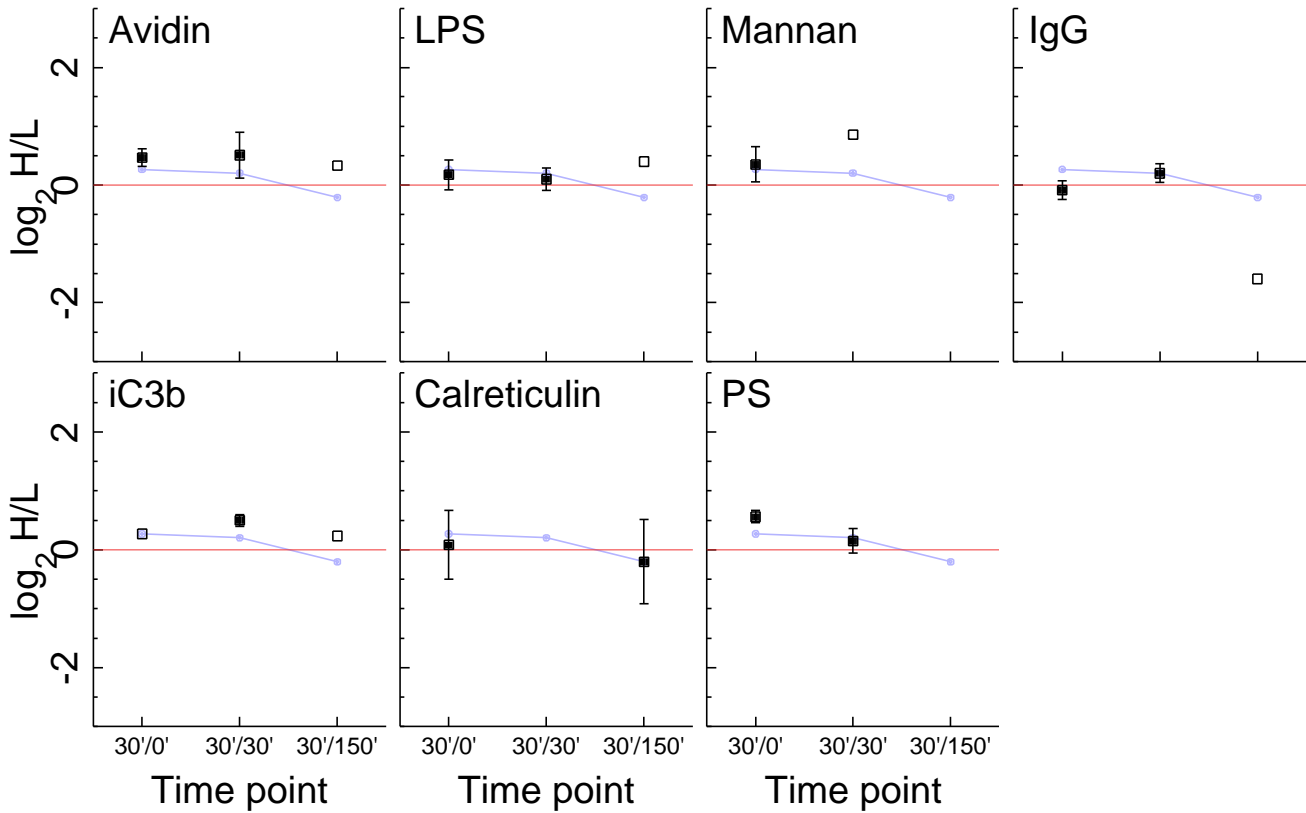 Avidin
LPS
Mannan
IgG
log2 H/L
2
0
-2
iC3b
Calreticulin
PS
log2 H/L
2
0
-2
30'/0' 30'/30' 30'/150'
30'/0' 30'/30' 30'/150'
30'/0' 30'/30' 30'/150'
Time point
Time point
Time point